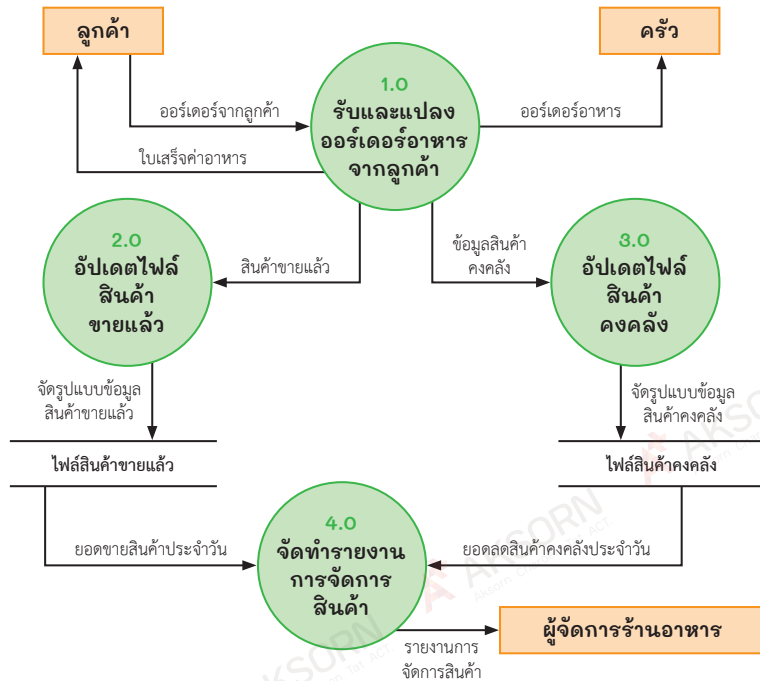 ลูกค้า
ครัว
1.0
รับและแปลง
ออร์เดอร์อาหาร
จากลูกค้า
ออร์เดอร์จากลูกค้า
ออร์เดอร์อาหาร
ใบเสร็จค่าอาหาร
2.0
อัปเดตไฟล์
สินค้า
ขายแล้ว
สินค้าขายแล้ว
ข้อมูลสินค้า
คงคลัง
3.0
อัปเดตไฟล์
สินค้า
คงคลัง
จัดรูปแบบข้อมูล
สินค้าขายแล้ว
จัดรูปแบบข้อมูล
สินค้าคงคลัง
ไฟล์สินค้าขายแล้ว
ไฟล์สินค้าคงคลัง
4.0
จัดทำรายงาน
การจัดการ
สินค้า
ยอดขายสินค้าประจำวัน
ยอดลดสินค้าคงคลังประจำวัน
รายงานการ
จัดการสินค้า
ผู้จัดการร้านอาหาร
AKSORN
Aksorn Charoen Tat ACT